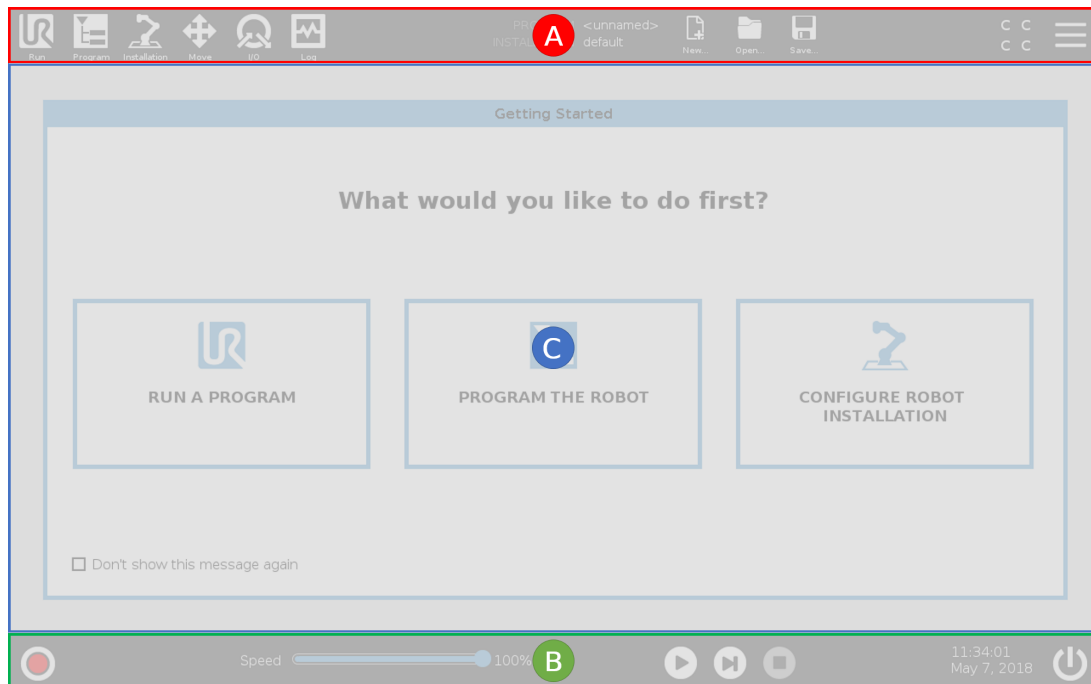 <unnamed>
default
A
C C
C C
Run
Program
Installation
Move
I/O
Log
New...
Open...
Save...
Getting Started
What would you like to do first?
C
RUN A PROGRAM
PROGRAM THE ROBOT
CONFIGURE ROBOT
INSTALLATION
Don't show this message again
Speed
100%
B
11:34:01
May 7, 2018